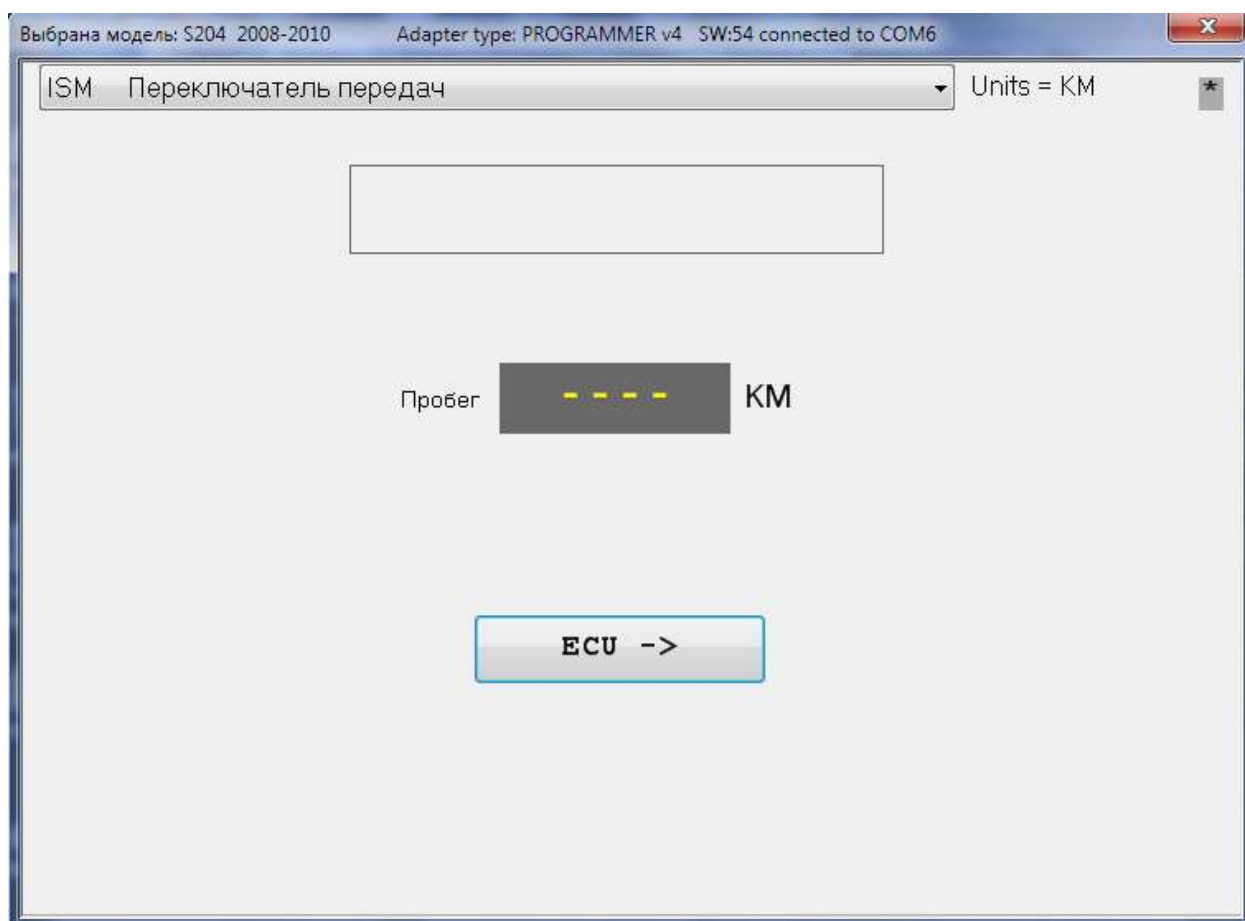 Выбрана модель: S204 2008-2010 Adapter type: PROGRAMMER v4 SW:54 connected to COM6
ISM Переключатель передач Units = KM *
Пробег - - - - KM
ECU ->